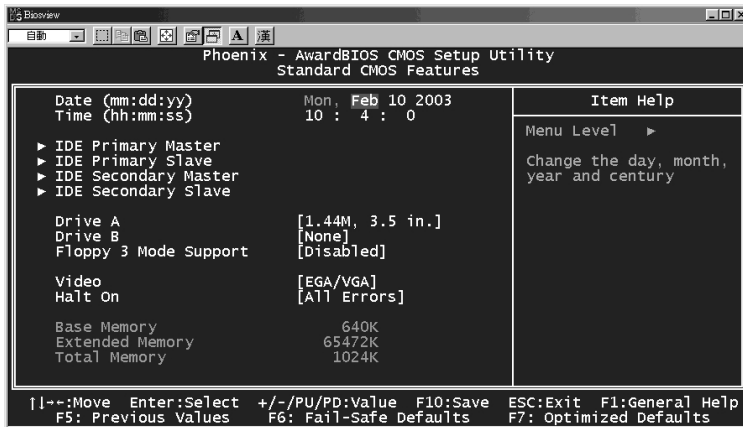 Biosview
自動
A 漢
Phoenix - AwardBIOS CMOS Setup Utility
Standard CMOS Features
Date (mm:dd:yy) Mon, Feb 10 2003
Time (hh:mm:ss) 10 : 4 : 0
► IDE Primary Master
► IDE Primary Slave
► IDE Secondary Master
► IDE Secondary Slave
Drive A [1.44M, 3.5 in.]
Drive B [None]
Floppy 3 Mode Support [Disabled]
Video [EGA/VGA]
Halt On [All Errors]
Base Memory 640K
Extended Memory 65472K
Total Memory 1024K
Item Help
Menu Level ►
Change the day, month,
year and century
↑↓→←:Move Enter:Select +/-/PU/PD:Value F10:Save ESC:Exit F1:General Help
F5: Previous Values F6: Fail-Safe Defaults F7: Optimized Defaults